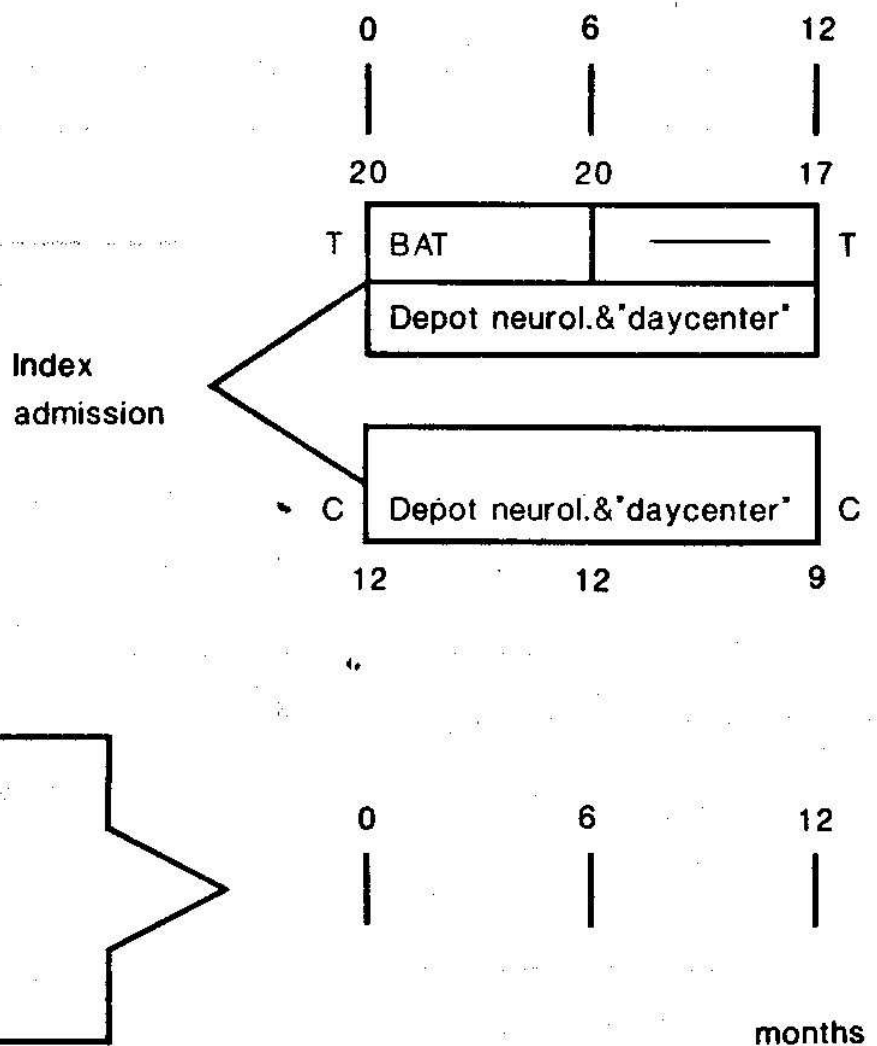 0 6 12
20 20 17
T BAT T
Depot neurol.&"daycenter"
Index
admission
C Depot neurol.&"daycenter" C
12 12 9
0 6 12
months